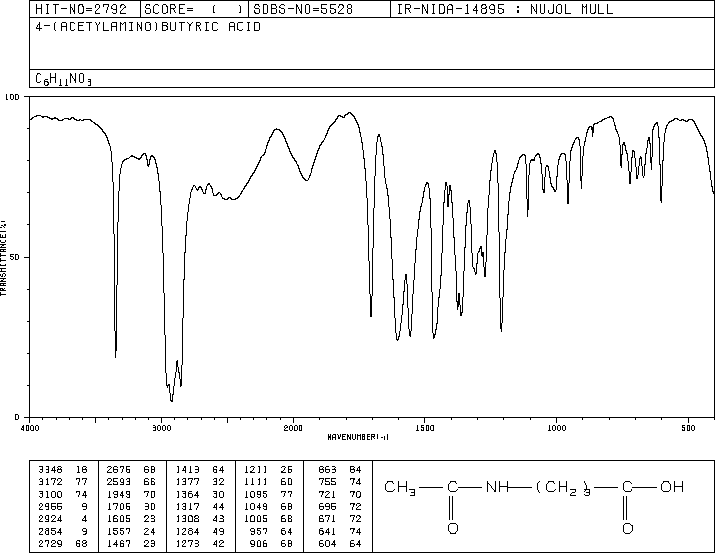 HIT-NO=2792 SCORE= ( ) SDBS-NO=5528 IR-NIDA-14895 : NUJOL MULL
4-(ACETYLAMINO)BUTYRIC ACID
C6H11NO3
100
50
0
TRANSMITTANCE(%)
4000 3000 2000 1500 1000 500
WAVENUMBER(-1)
3348 18 2676 68 1413 64 1211 26 863 84
3172 77 2593 66 1377 32 1111 60 755 74
3100 74 1949 70 1364 30 1095 77 721 70
2955 9 1706 30 1317 44 1049 68 695 72
2924 4 1605 23 1308 43 1005 68 671 72
2854 9 1557 24 1284 49 957 64 641 74
2729 68 1467 23 1273 42 906 68 604 64
CH3 C NH (CH2)3 C OH
O O